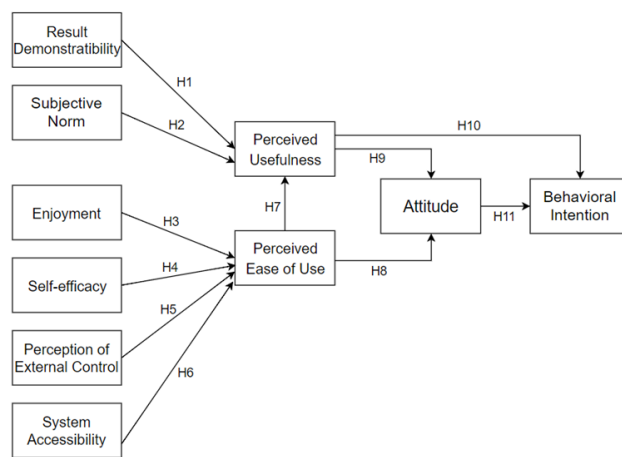 Result
Demonstratibility
H1
Subjective
Norm
H2
Perceived
Usefulness
H10
H9
Enjoyment
H3
H7
Attitude
H11
Behavioral
Intention
Self-efficacy
H4
Perceived
Ease of Use
H8
H5
Perception of
External Control
H6
System
Accessibility